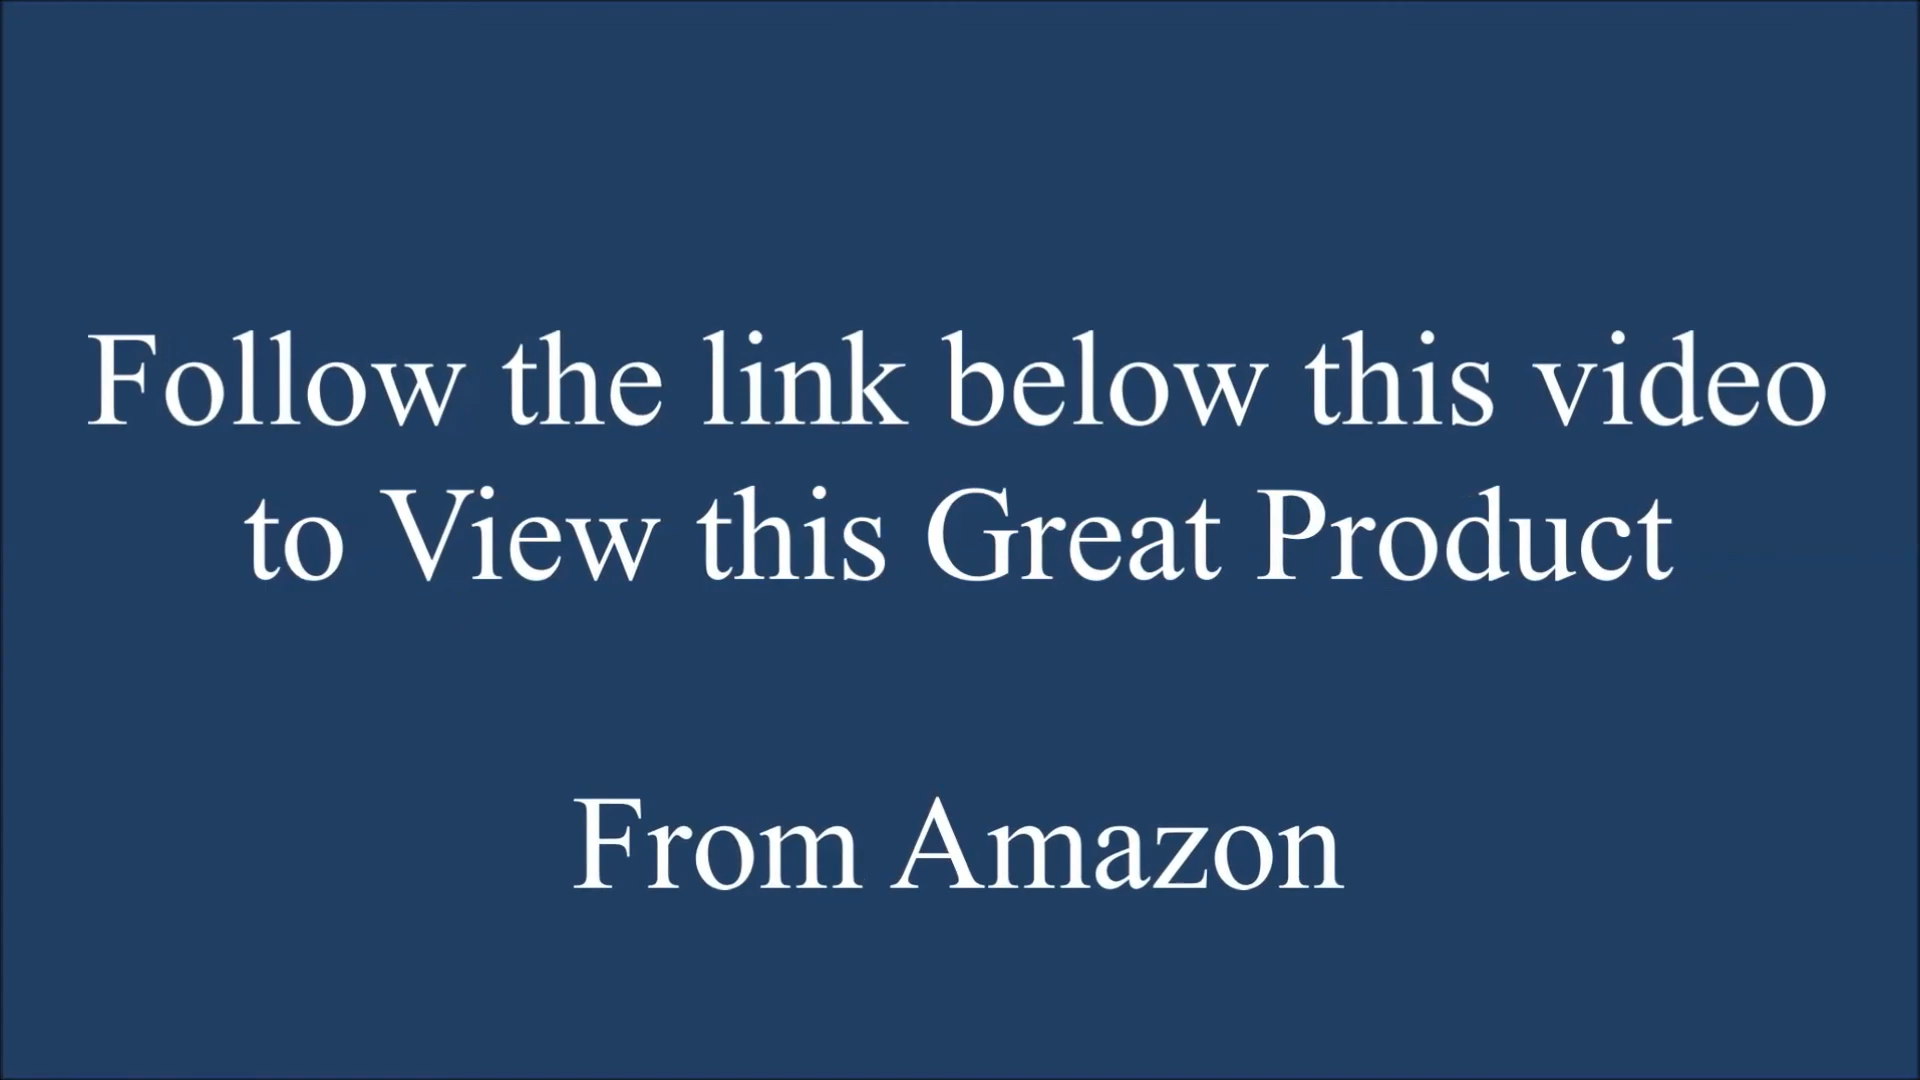 Follow the link below this video
to View this Great Product
From Amazon